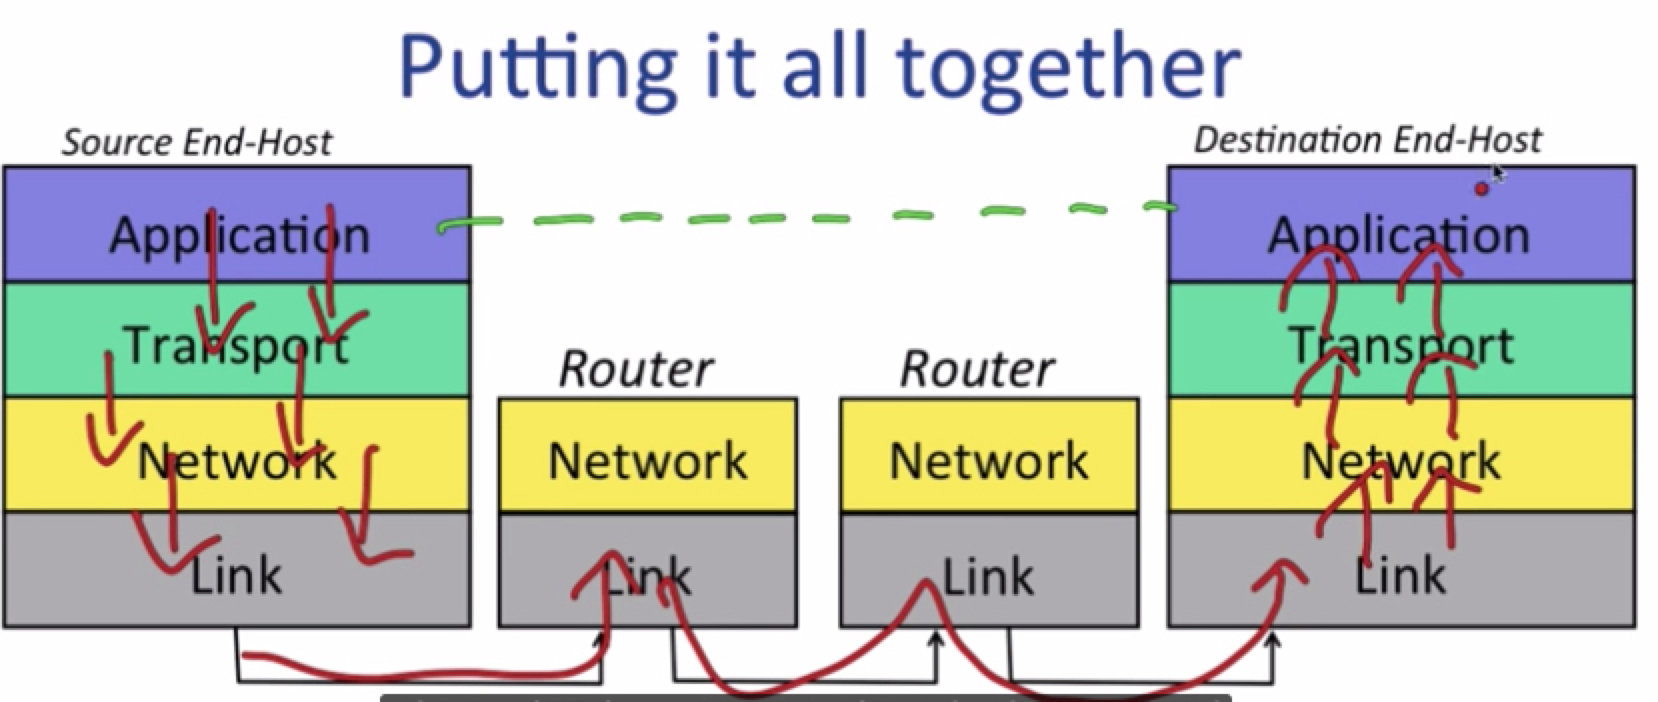 Putting it all together
Source End-Host
Destination End-Host
Application
Transport
Network
Link
Router
Network
Link
Router
Network
Link
Application
Transport
Network
Link